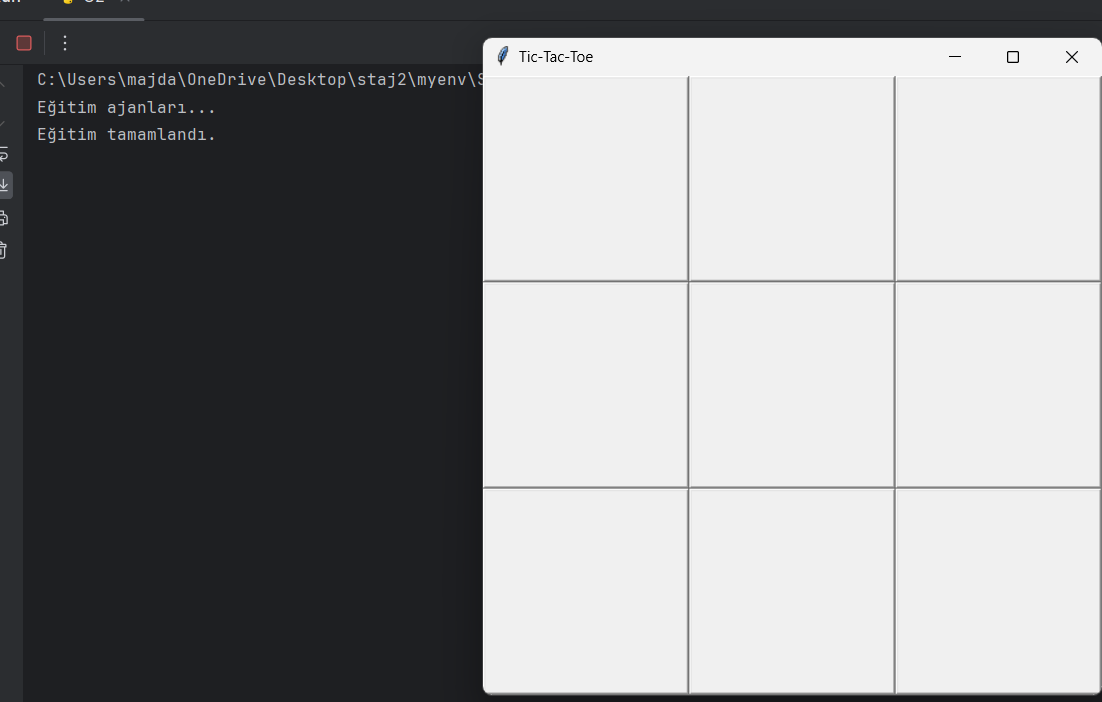 C:\Users\majda\OneDrive\Desktop\staj2\myenv\S
Eğitim ajanları...
Eğitim tamamlandı.
Tic-Tac-Toe